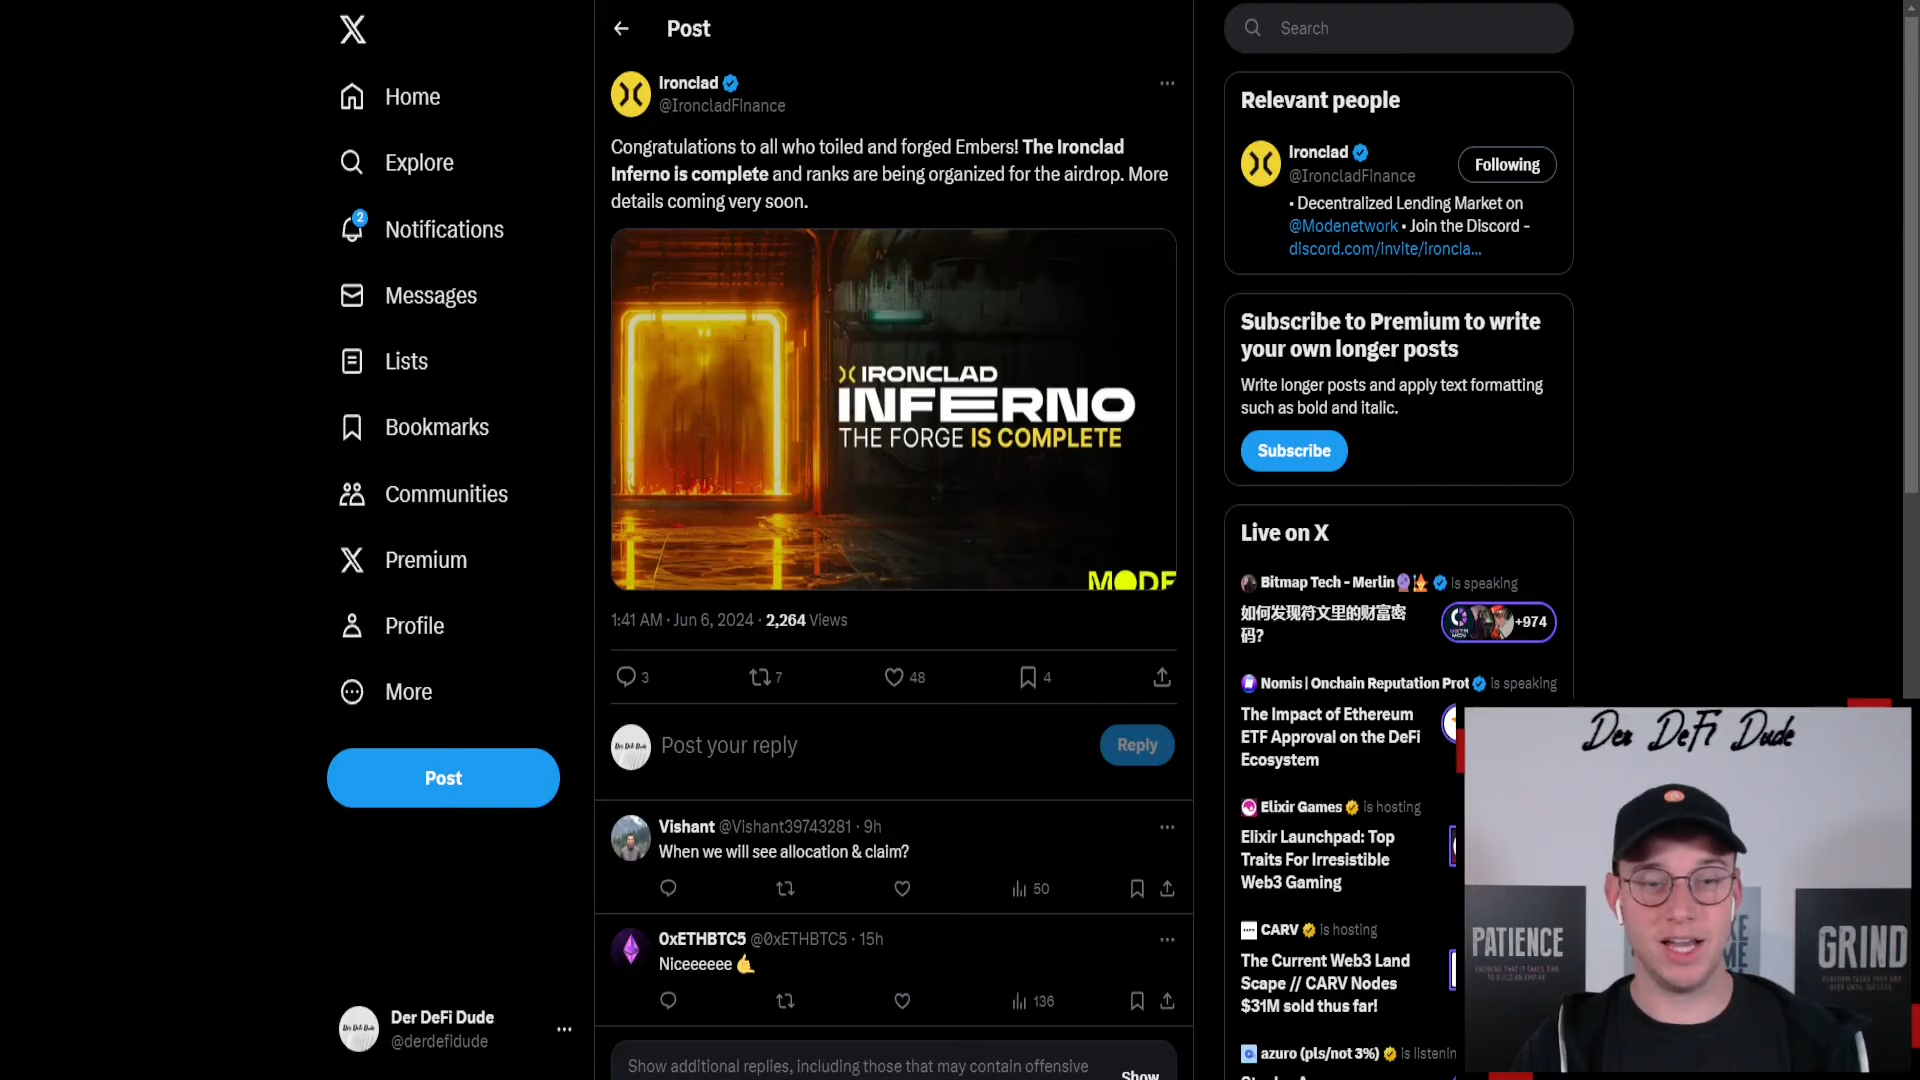 Home
Explore
2
Notifications
Messages
Lists
Bookmarks
Communities
Premium
Profile
More
Post
Der DeFi Dude
@derdefidude
Post
Ironclad
@IroncladFInance
Congratulations to all who toiled and forged Embers! The Ironclad
Inferno is complete and ranks are being organized for the airdrop. More
details coming very soon.
IRONCLAD
INFERNO
THE FORGE IS COMPLETE
MODE
1:41 AM · Jun 6, 2024 · 2,264 Views
3
7
48
4
Post your reply
Reply
Vishant @Vishant39743281 · 9h
When we will see allocation & claim?
50
0xETHBTC5 @0xETHBTC5 · 15h
Niceeeeee 🤙
136
Show additional replies, including those that may contain offensive
Show
Search
Relevant people
Ironclad
@IroncladFInance
Following
• Decentralized Lending Market on
@Modenetwork • Join the Discord -
discord.com/invite/ironcla...
Subscribe to Premium to write
your own longer posts
Write longer posts and apply text formatting
such as bold and italic.
Subscribe
Live on X
Bitmap Tech - Merlin is speaking
如何发现符文里的财富密
码?
+974
Nomis | Onchain Reputation Prot is speaking
The Impact of Ethereum
ETF Approval on the DeFi
Ecosystem
Elixir Games is hosting
Elixir Launchpad: Top
Traits For Irresistible
Web3 Gaming
CARV is hosting
The Current Web3 Land
Scape // CARV Nodes
$31M sold thus far!
azuro (pls/not 3%) is listenin
Der DeFi Dude
PATIENCE
KNOWING THAT IT TAKES TIME
TO BUILD AN EMPIRE
GRIND